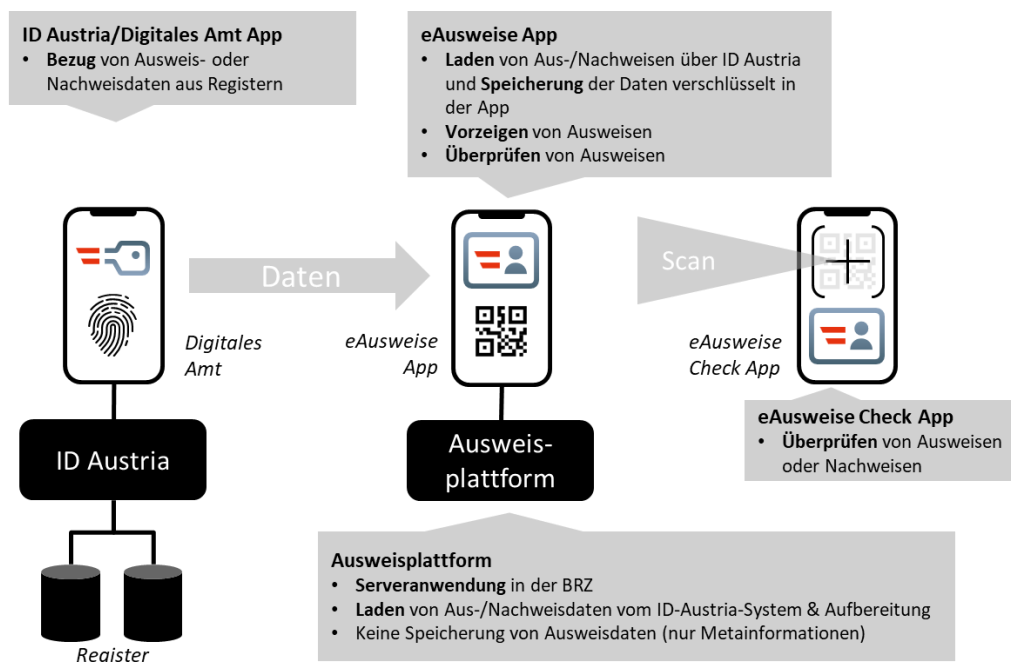 ID Austria/Digitales Amt App
• Bezug von Ausweis- oder
Nachweisdaten aus Registern
eAusweise App
• Laden von Aus-/Nachweisen über ID Austria
und Speicherung der Daten verschlüsselt in
der App
• Vorzeigen von Ausweisen
• Überprüfen von Ausweisen
Daten
Scan
Digitales
Amt
eAusweise
App
eAusweise
Check App
ID Austria
Ausweis-
plattform
eAusweise Check App
• Überprüfen von Ausweisen
oder Nachweisen
Register
Ausweisplattform
• Serveranwendung in der BRZ
• Laden von Aus-/Nachweisdaten vom ID-Austria-System & Aufbereitung
• Keine Speicherung von Ausweisdaten (nur Metainformationen)